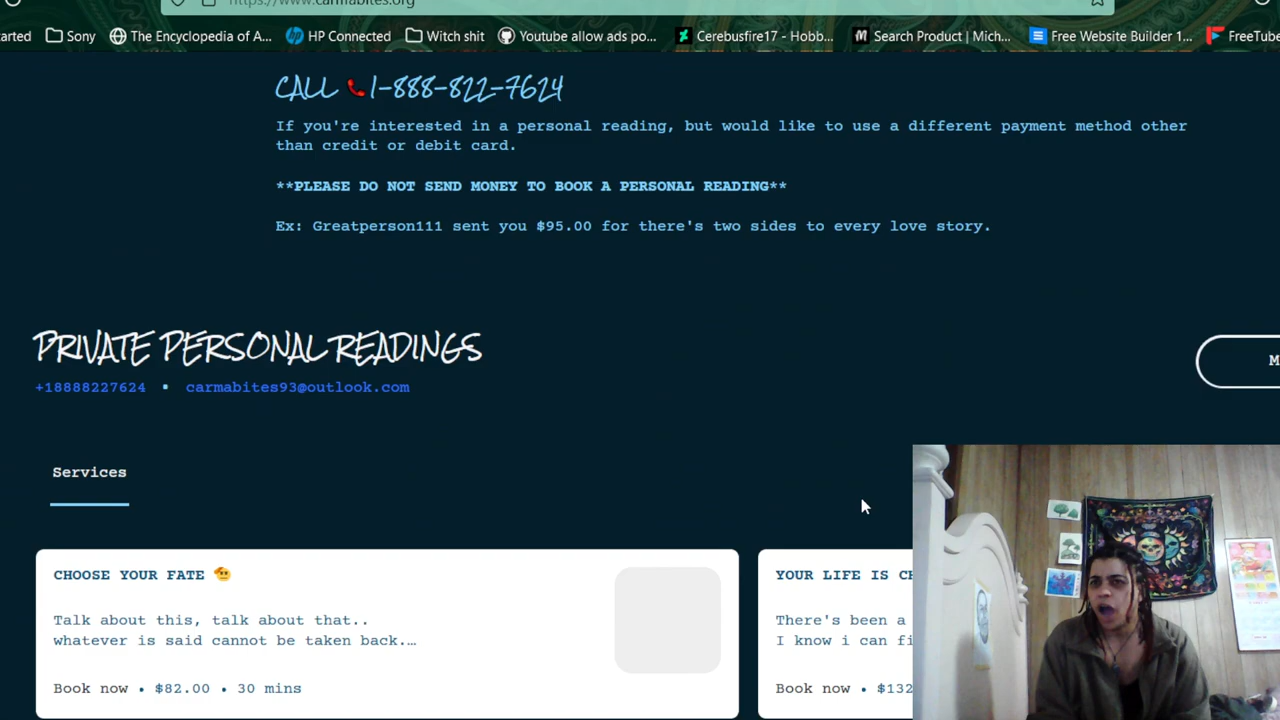 https://www.carmabites.org
arted Sony The Encyclopedia of A... HP Connected Witch shit Youtube allow ads po... Cerebusfire17 - Hobb... Search Product | Mich... Free Website Builder 1... FreeTube
CALL 📞1-888-822-7624
If you're interested in a personal reading, but would like to use a different payment method other
than credit or debit card.
**PLEASE DO NOT SEND MONEY TO BOOK A PERSONAL READING**
Ex: Greatperson111 sent you $95.00 for there's two sides to every love story.
PRIVATE PERSONAL READINGS
+18888227624 • carmabites93@outlook.com
M
Services
CHOOSE YOUR FATE 🤕
Talk about this, talk about that..
whatever is said cannot be taken back.…
Book now • $82.00 • 30 mins
YOUR LIFE IS CH
There's been a
I know i can fi
Book now • $132